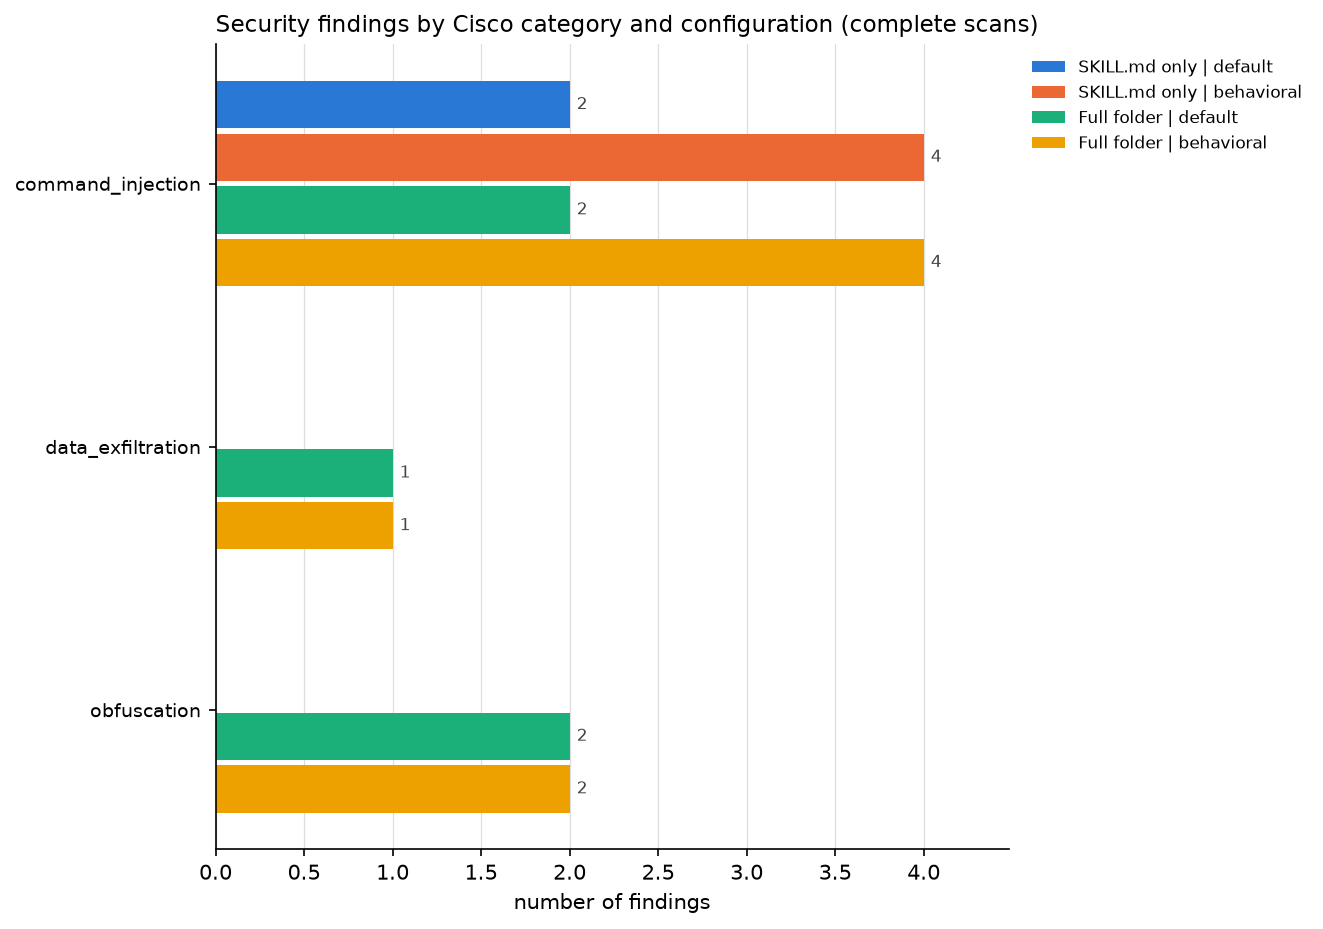 Security findings by Cisco category and configuration (complete scans)
SKILL.md only | default
SKILL.md only | behavioral
Full folder | default
Full folder | behavioral
2
4
command_injection
2
4
data_exfiltration
1
1
obfuscation
2
2
0.0 0.5 1.0 1.5 2.0 2.5 3.0 3.5 4.0
number of findings